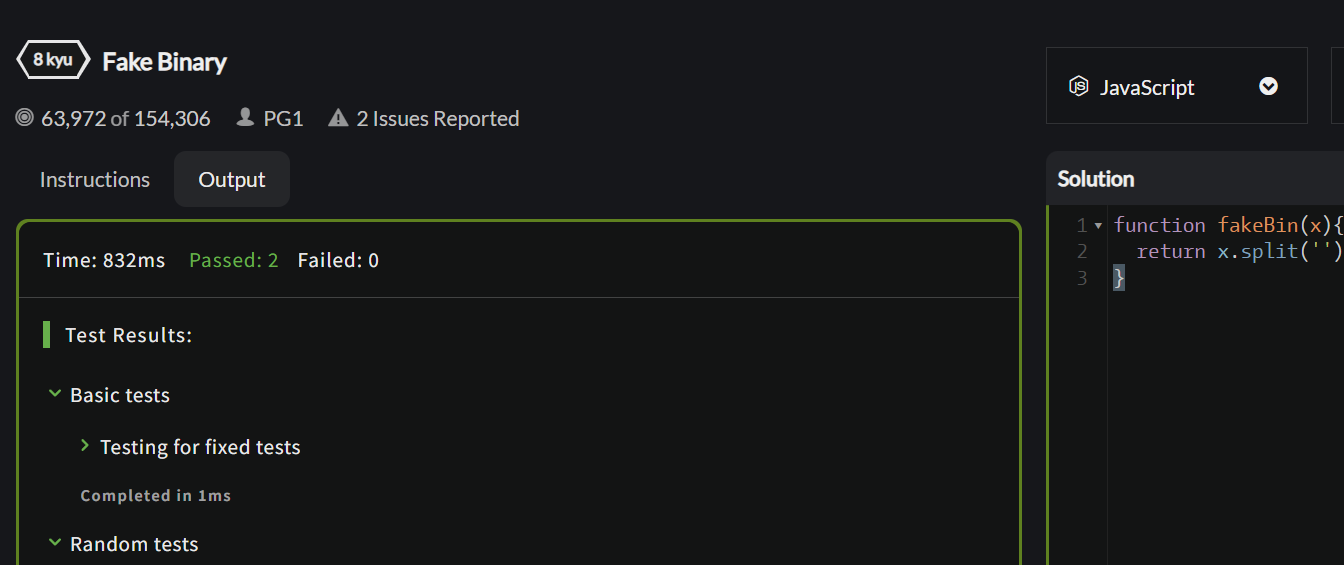 8 kyu Fake Binary
63,972 of 154,306 PG1 2 Issues Reported
Instructions Output
Time: 832ms Passed: 2 Failed: 0
Test Results:
Basic tests
Testing for fixed tests
Completed in 1ms
Random tests
JS JavaScript
Solution
1 function fakeBin(x){
2 return x.split('')
3 }